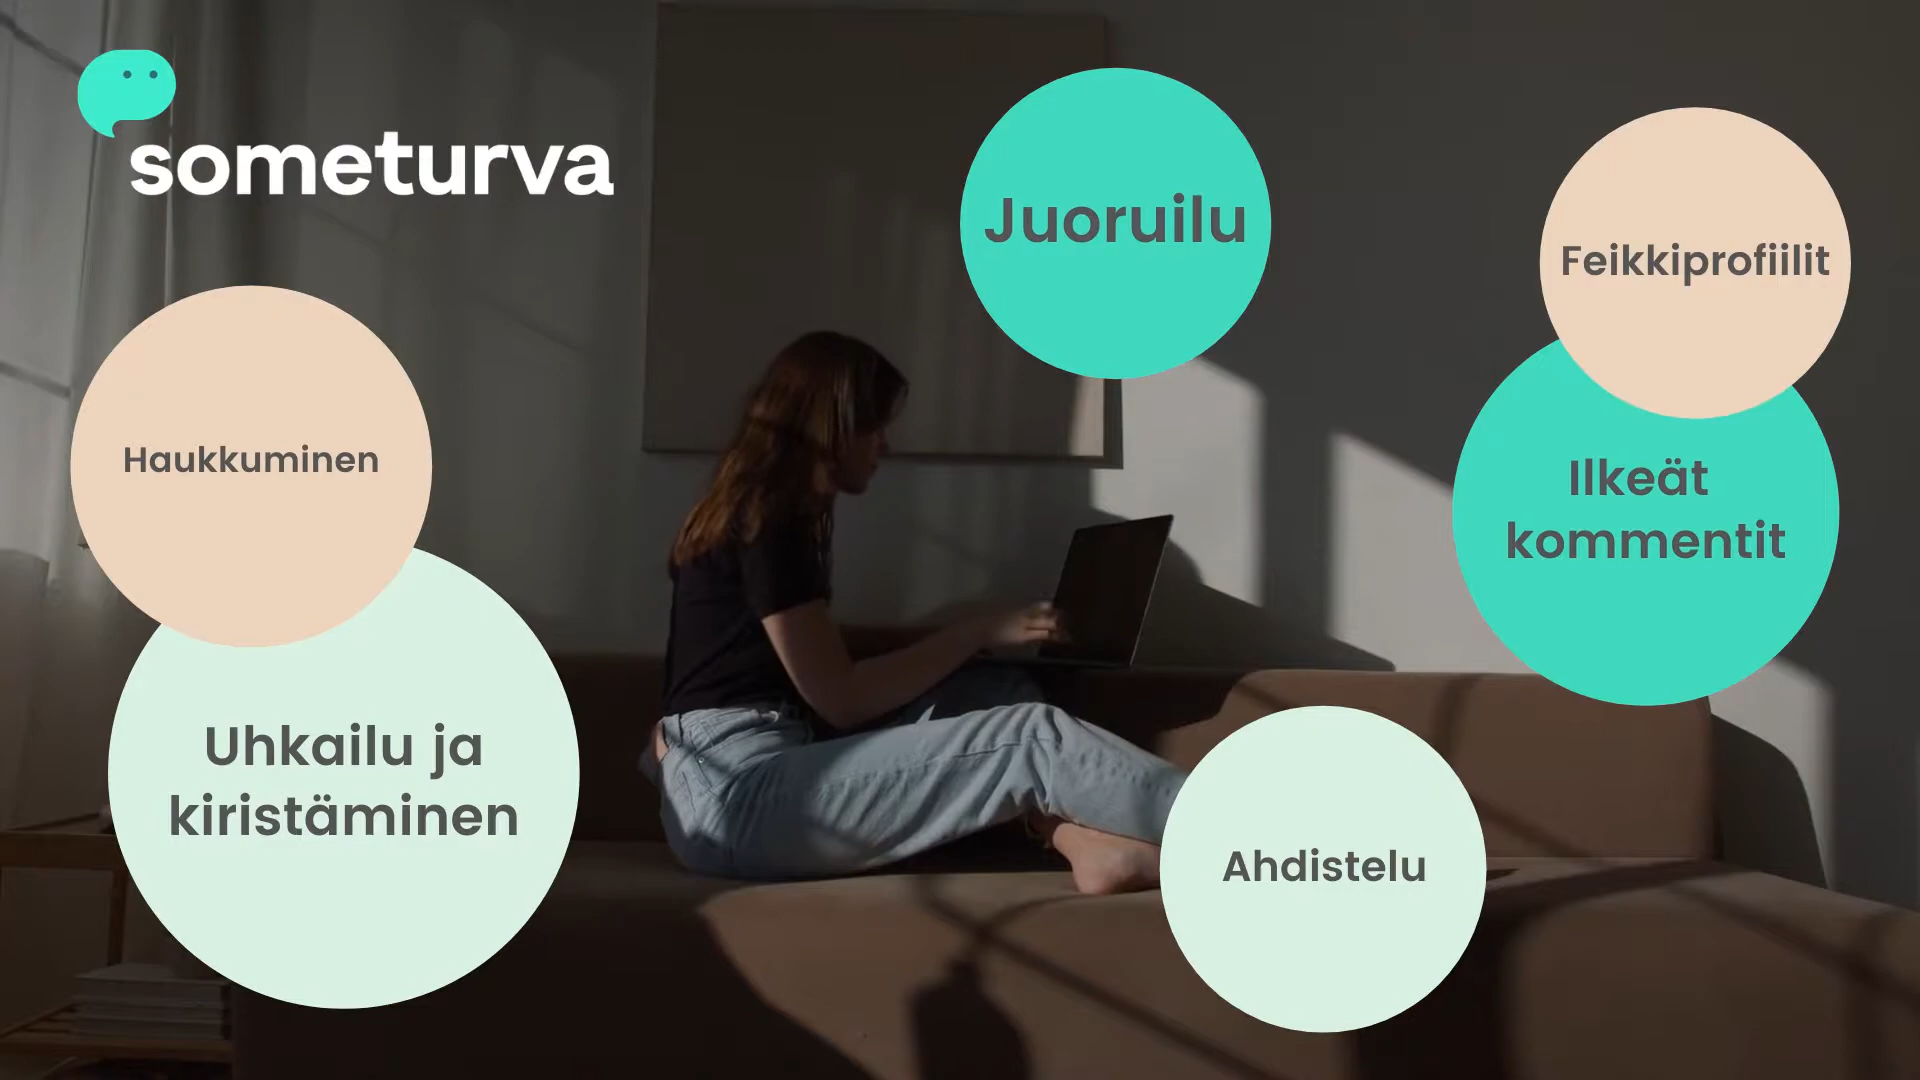 someturva
Juoruilu
Feikkiprofiilit
Haukkuminen
Ilkeät
kommentit
Uhkailu ja
kiristäminen
Ahdistelu